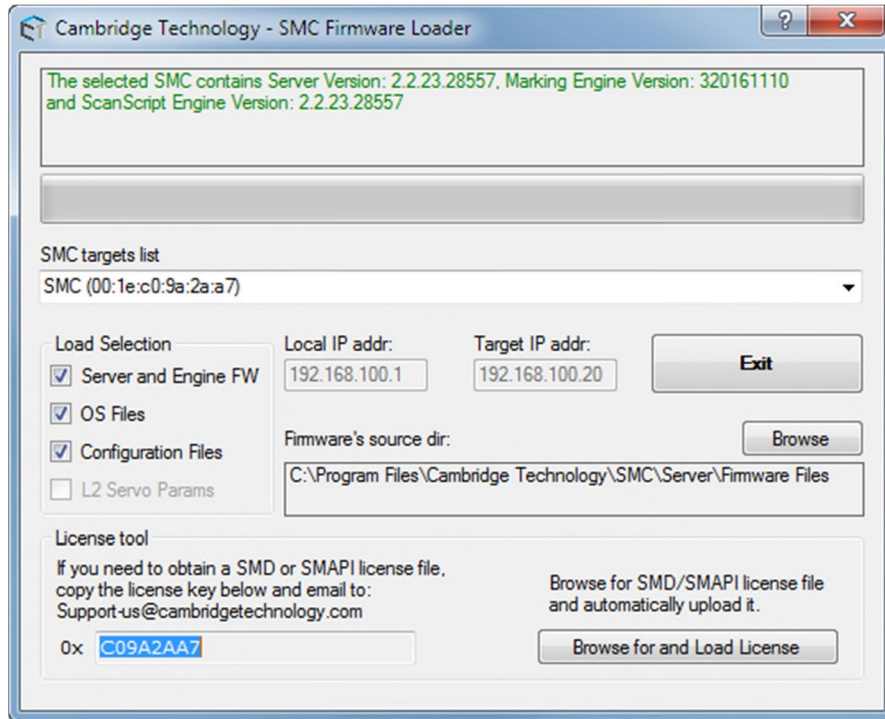 Cambridge Technology - SMC Firmware Loader
The selected SMC contains Server Version: 2.2.23.28557, Marking Engine Version: 320161110
and ScanScript Engine Version: 2.2.23.28557
SMC targets list
SMC (00:1e:c0:9a:2a:a7)
Load Selection
Server and Engine FW
OS Files
Configuration Files
L2 Servo Params
Local IP addr:
192.168.100.1
Target IP addr:
192.168.100.20
Exit
Firmware's source dir:
Browse
C:\Program Files\Cambridge Technology\SMC\Server\Firmware Files
License tool
If you need to obtain a SMD or SMAPI license file,
copy the license key below and email to:
Support-us@cambridgetechnology.com
0x C09A2AA7
Browse for SMD/SMAPI license file
and automatically upload it.
Browse for and Load License